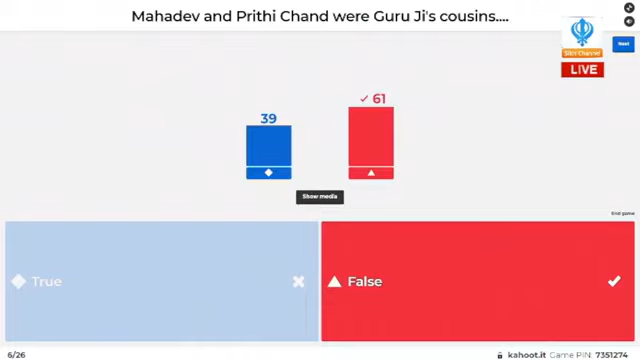 Mahadev and Prithi Chand were Guru Ji's cousins....
Sikh Channel
LIVE
Next
39
61
Show media
End game
True
False
6/26
kahoot.it Game PIN: 7351274